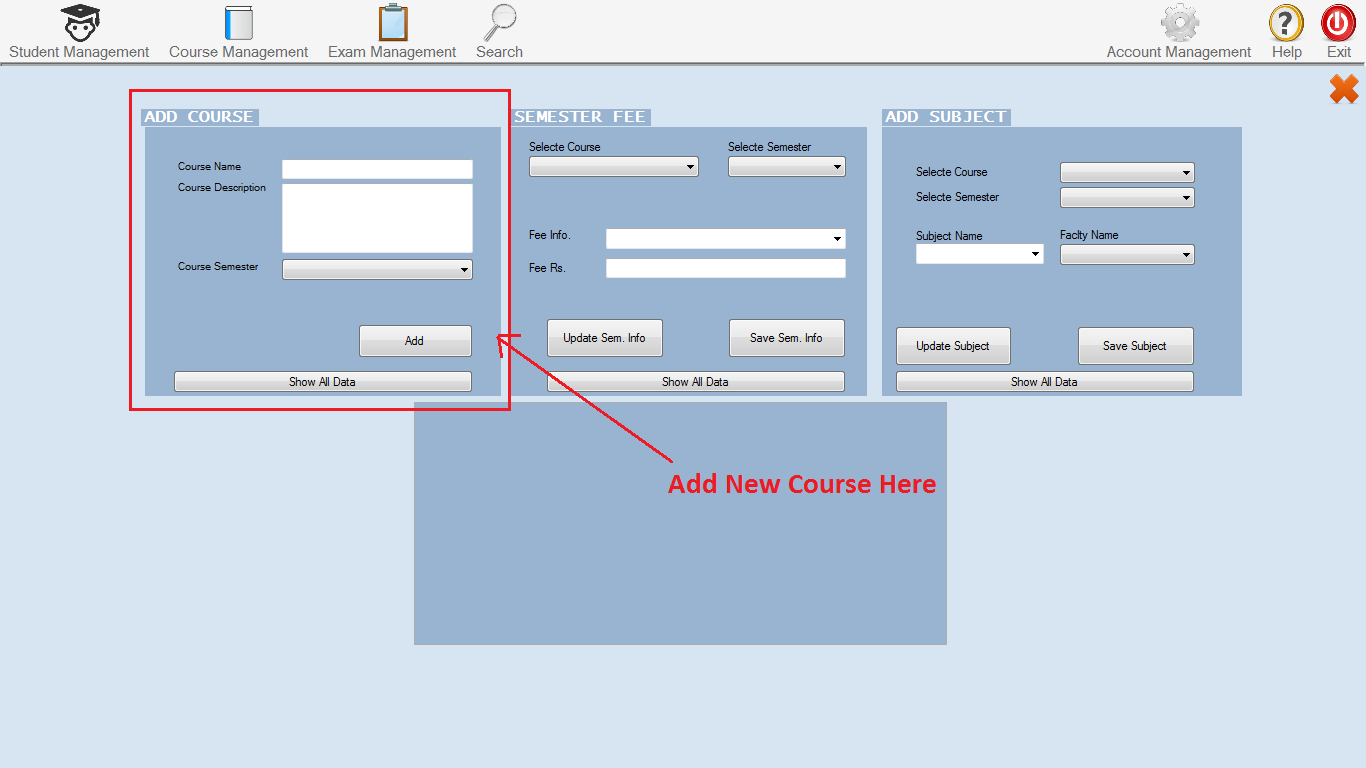 Student Management
Course Management
Exam Management
Search
Account Management
Help
Exit
ADD COURSE
Course Name
Course Description
Course Semester
Add
Show All Data
SEMESTER FEE
Selecte Course
Selecte Semester
Fee Info.
Fee Rs.
Update Sem. Info
Save Sem. Info
Show All Data
ADD SUBJECT
Selecte Course
Selecte Semester
Subject Name
Faclty Name
Update Subject
Save Subject
Show All Data
Add New Course Here